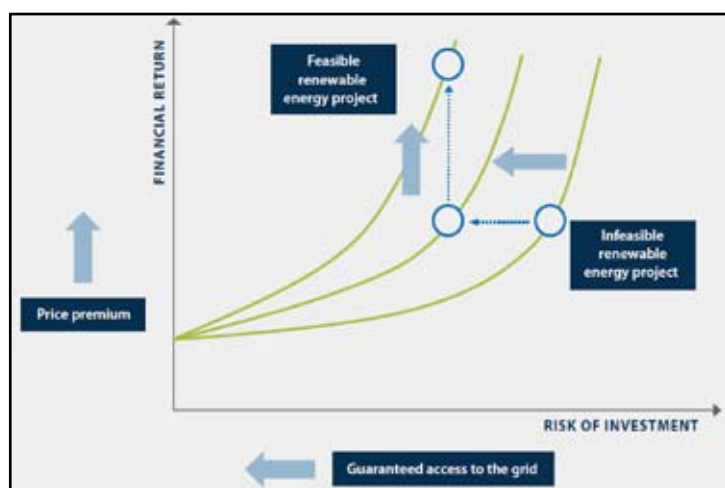 Feasible
renewable
energy project
FINANCIAL RETURN
Infeasible
renewable
energy project
Price premium
RISK OF INVESTMENT
Guaranteed access to the grid